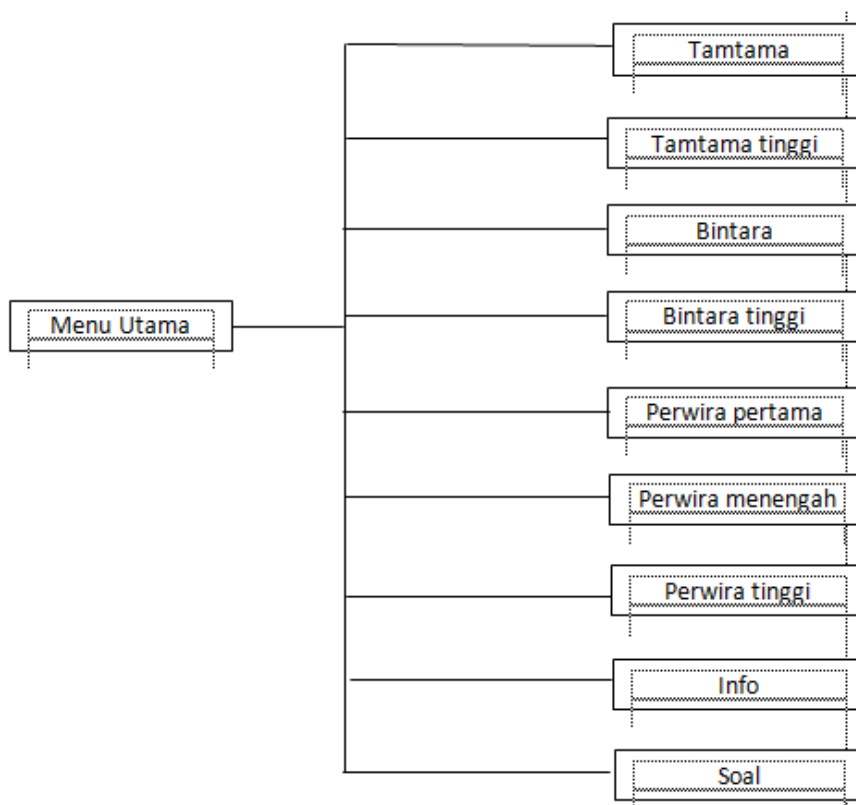 Tamtama
Tamtama tinggi
Bintara
Bintara tinggi
Menu Utama
Perwira pertama
Perwira menengah
Perwira tinggi
Info
Soal